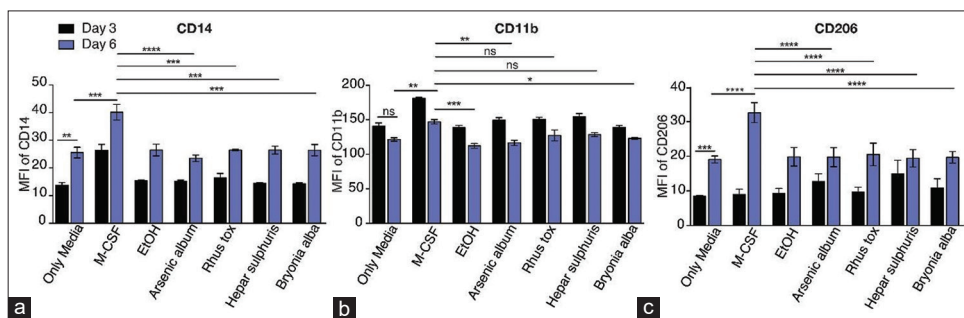 Day 3
Day 6
CD14
****
***
***
***
***
**
MFI of CD14
50
40
30
20
10
0
Only Media
M-CSF
EtOH
Arsenic album
Rhus tox
Hepar sulphuris
Bryonia alba
a
CD11b
**
ns
ns
*
**
ns
***
MFI of CD11b
200
150
100
50
0
Only Media
M-CSF
EtOH
Arsenic album
Rhus tox
Hepar sulphuris
Bryonia alba
b
CD206
****
****
****
****
****
***
MFI of CD206
40
30
20
10
0
Only Media
M-CSF
EtOH
Arsenic album
Rhus tox
Hepar sulphuris
Bryonia alba
c